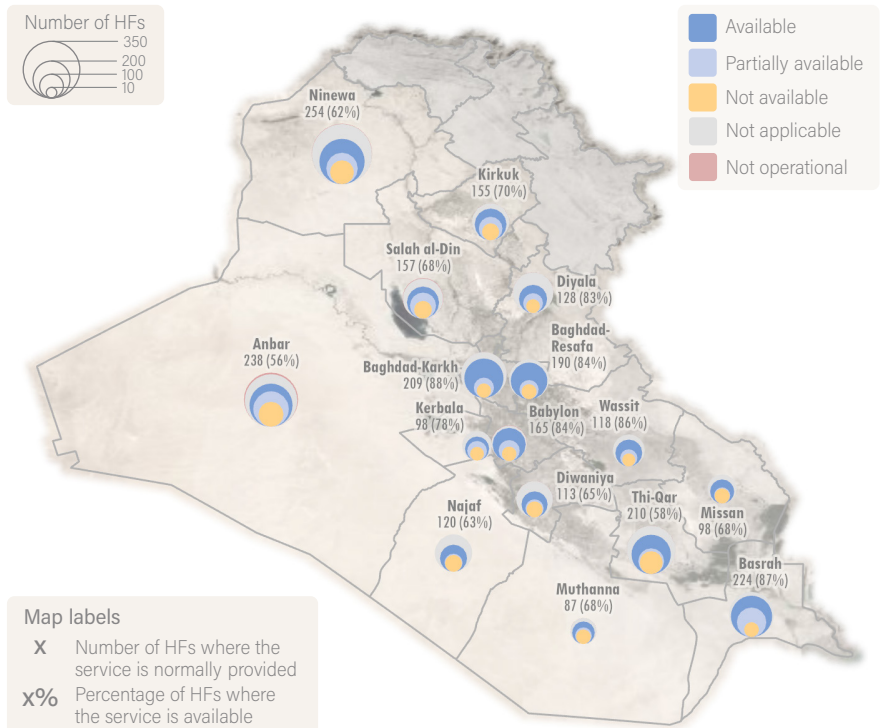 Number of HFs
350
200
100
10
Available
Partially available
Not available
Not applicable
Not operational
Ninewa
254 (62%)
Kirkuk
155 (70%)
Salah al-Din
157 (68%)
Diyala
128 (83%)
Baghdad-
Resafa
190 (84%)
Anbar
238 (56%)
Baghdad-Karkh
209 (88%)
Kerbala
98 (78%)
Babylon
165 (84%)
Wassit
118 (86%)
Diwaniya
113 (65%)
Najaf
120 (63%)
Thi-Qar
210 (58%)
Missan
98 (68%)
Basrah
224 (87%)
Muthanna
87 (68%)
Map labels
x Number of HFs where the
service is normally provided
x% Percentage of HFs where
the service is available